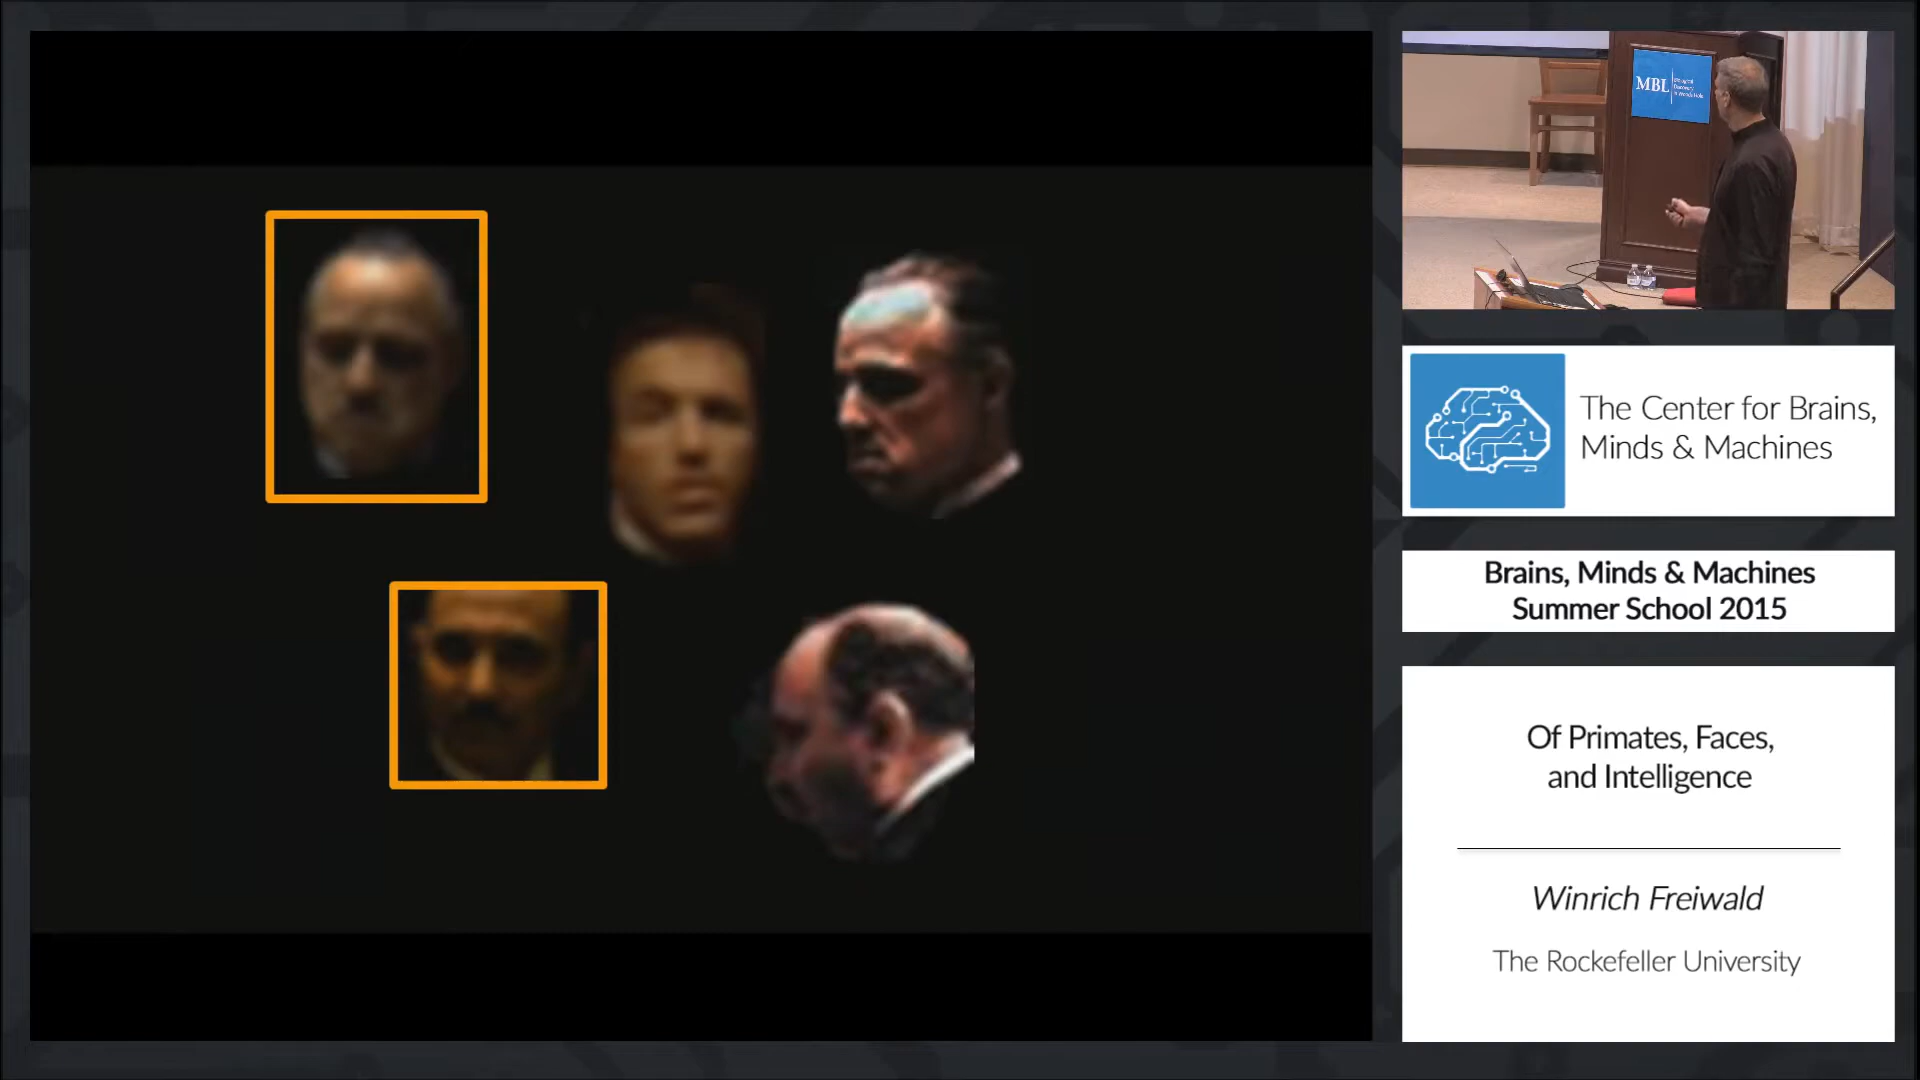 MBL
The Center for Brains,
Minds & Machines
Brains, Minds & Machines
Summer School 2015
Of Primates, Faces,
and Intelligence
Winrich Freiwald
The Rockefeller University